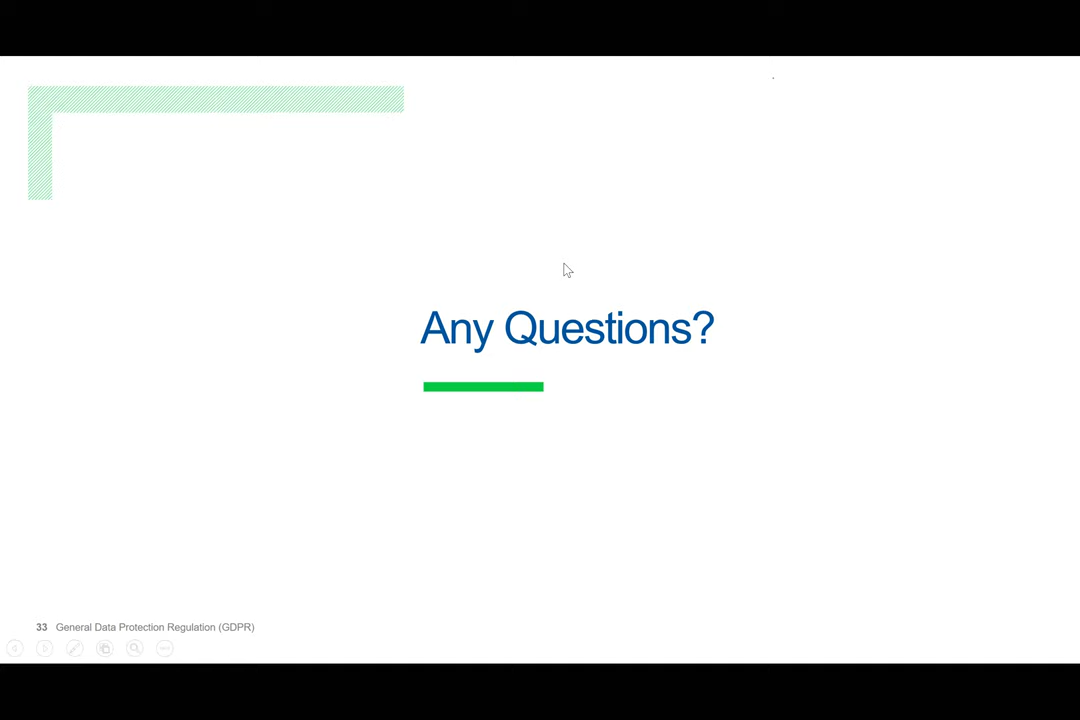 Any Questions?
33 General Data Protection Regulation (GDPR)